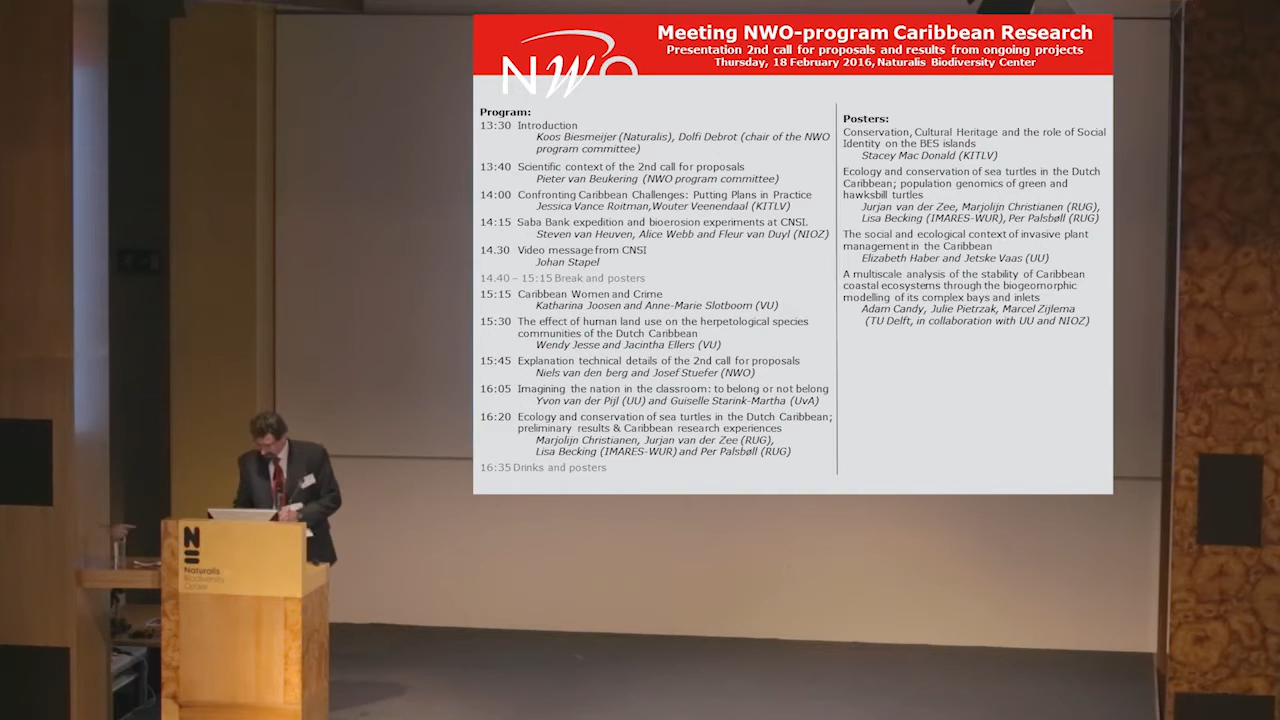 NWO
Meeting NWO-program Caribbean Research
Presentation 2nd call for proposals and results from ongoing projects
Thursday, 18 February 2016, Naturalis Biodiversity Center
Program:
13:30 Introduction
Koos Biesmeijer (Naturalis), Dolfi Debrot (chair of the NWO
program committee)
13:40 Scientific context of the 2nd call for proposals
Pieter van Beukering (NWO program committee)
14:00 Confronting Caribbean Challenges: Putting Plans in Practice
Jessica Vance Roitman, Wouter Veenendaal (KITLV)
14:15 Saba Bank expedition and bioerosion experiments at CNSI.
Steven van Heuven, Alice Webb and Fleur van Duyl (NIOZ)
14.30 Video message from CNSI
Johan Stapel
14.40 – 15:15 Break and posters
15:15 Caribbean Women and Crime
Katharina Joosen and Anne-Marie Slotboom (VU)
15:30 The effect of human land use on the herpetological species
communities of the Dutch Caribbean
Wendy Jesse and Jacintha Ellers (VU)
15:45 Explanation technical details of the 2nd call for proposals
Niels van den berg and Josef Stuefer (NWO)
16:05 Imagining the nation in the classroom: to belong or not belong
Yvon van der Pijl (UU) and Guiselle Starink-Martha (UvA)
16:20 Ecology and conservation of sea turtles in the Dutch Caribbean;
preliminary results & Caribbean research experiences
Marjolijn Christianen, Jurjan van der Zee (RUG),
Lisa Becking (IMARES-WUR) and Per Palsbøll (RUG)
16:35 Drinks and posters
Posters:
Conservation, Cultural Heritage and the role of Social
Identity on the BES islands
Stacey Mac Donald (KITLV)
Ecology and conservation of sea turtles in the Dutch
Caribbean; population genomics of green and
hawksbill turtles
Jurjan van der Zee, Marjolijn Christianen (RUG),
Lisa Becking (IMARES-WUR), Per Palsbøll (RUG)
The social and ecological context of invasive plant
management in the Caribbean
Elizabeth Haber and Jetske Vaas (UU)
A multiscale analysis of the stability of Caribbean
coastal ecosystems through the biogeomorphic
modelling of its complex bays and inlets
Adam Candy, Julie Pietrzak, Marcel Zijlema
(TU Delft, in collaboration with UU and NIOZ)
N
Naturalis
Biodiversity
Center